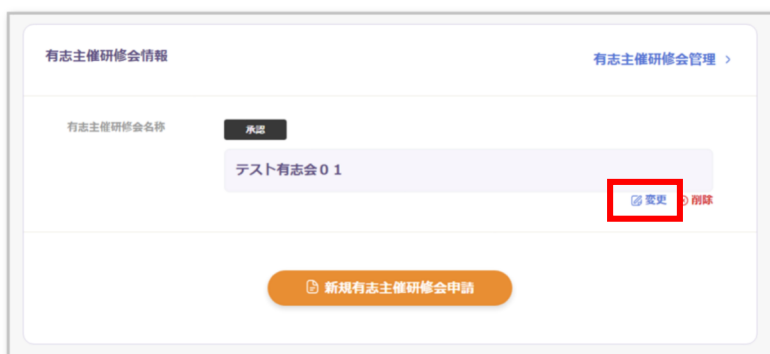 有志主催研修会情報
有志主催研修会管理 >
有志主催研修会名称
承認
テスト有志会01
変更 削除
新規有志主催研修会申請